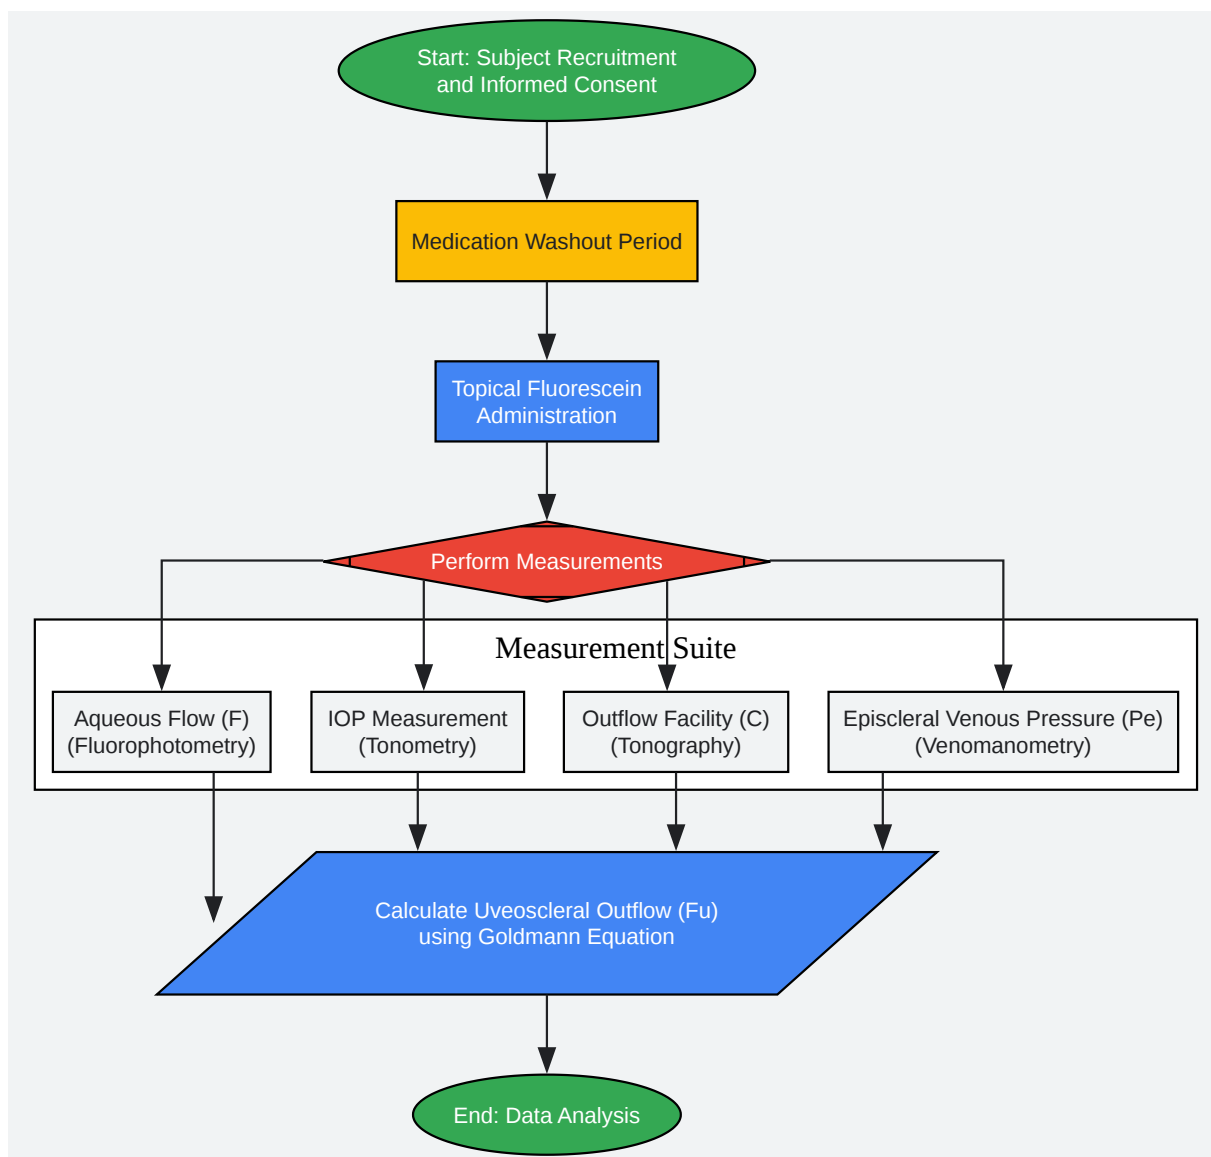 Start: Subject Recruitment
and Informed Consent
Medication Washout Period
Topical Fluorescein
Administration
Perform Measurements
Measurement Suite
Aqueous Flow (F)
(Fluorophotometry)
IOP Measurement
(Tonometry)
Outflow Facility (C)
(Tonography)
Episcleral Venous Pressure (Pe)
(Venomanometry)
Calculate Uveoscleral Outflow (Fu)
using Goldmann Equation
End: Data Analysis